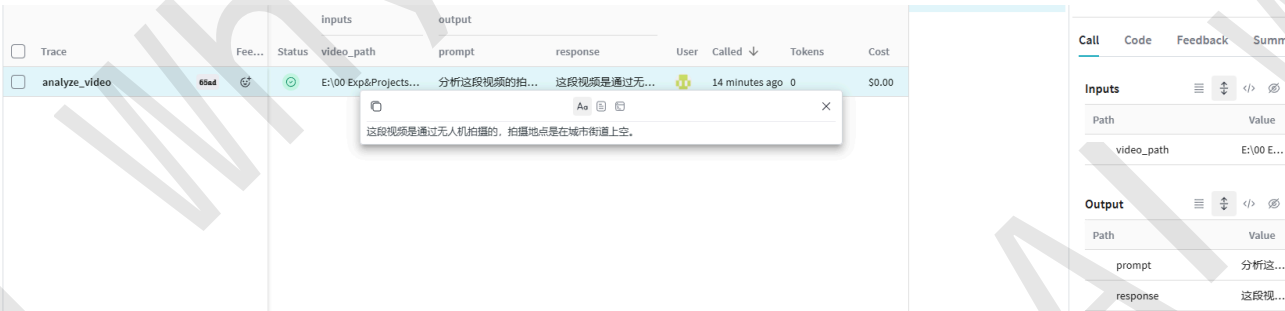 inputs output
Trace Fee... Status video_path prompt response User Called ↓ Tokens Cost
analyze_video 65ad E:\00 Exp&Projects... 分析这段视频的拍... 这段视频是通过无... 14 minutes ago 0 $0.00
Aa
这段视频是通过无人机拍摄的，拍摄地点是在城市街道上空。
Call Code Feedback Summ
Inputs
Path Value
video_path E:\00 E...
Output
Path Value
prompt 分析这...
response 这段视...